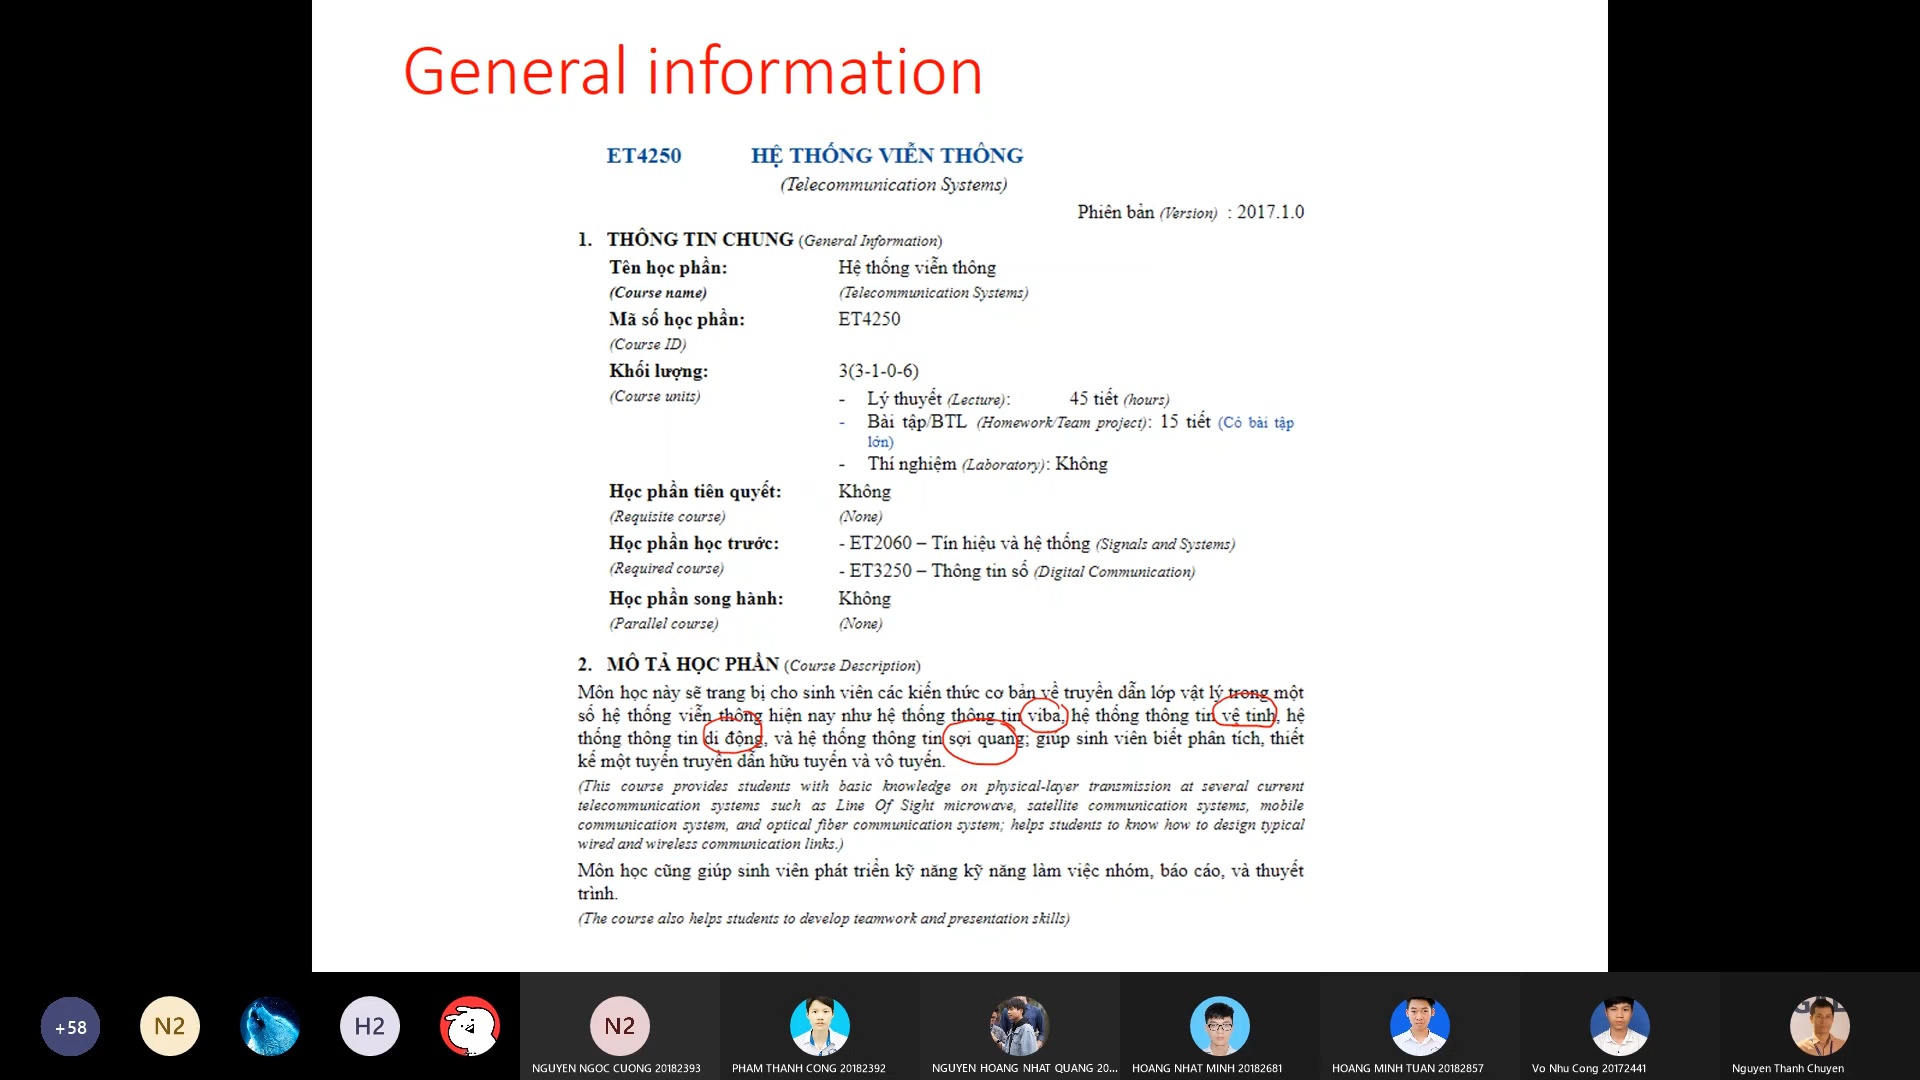 General information
ET4250 HỆ THỐNG VIỄN THÔNG
(Telecommunication Systems)
Phiên bản (Version) : 2017.1.0
1. THÔNG TIN CHUNG (General Information)
Tên học phần: Hệ thống viễn thông
(Course name) (Telecommunication Systems)
Mã số học phần: ET4250
(Course ID)
Khối lượng: 3(3-1-0-6)
(Course units) - Lý thuyết (Lecture): 45 tiết (hours)
- Bài tập/BTL (Homework/Team project): 15 tiết (Có bài tập
lớn)
- Thí nghiệm (Laboratory): Không
Học phần tiên quyết: Không
(Requisite course) (None)
Học phần học trước: - ET2060 – Tín hiệu và hệ thống (Signals and Systems)
(Required course) - ET3250 – Thông tin số (Digital Communication)
Học phần song hành: Không
(Parallel course) (None)
2. MÔ TẢ HỌC PHẦN (Course Description)
Môn học này sẽ trang bị cho sinh viên các kiến thức cơ bản về truyền dẫn lớp vật lý trong một
số hệ thống viễn thông hiện nay như hệ thống thông tin viba, hệ thống thông tin vệ tinh, hệ
thống thông tin di động, và hệ thống thông tin sợi quang; giúp sinh viên biết phân tích, thiết
kế một tuyến truyền dẫn hữu tuyến và vô tuyến.
(This course provides students with basic knowledge on physical-layer transmission at several current
telecommunication systems such as Line Of Sight microwave, satellite communication systems, mobile
communication system, and optical fiber communication system; helps students to know how to design typical
wired and wireless communication links.)
Môn học cũng giúp sinh viên phát triển kỹ năng kỹ năng làm việc nhóm, báo cáo, và thuyết
trình.
(The course also helps students to develop teamwork and presentation skills)
+58 N2 H2 N2
NGUYEN NGOC CUONG 20182393 PHAM THANH CONG 20182392 NGUYEN HOANG NHAT QUANG 20... HOANG NHAT MINH 20182681 HOANG MINH TUAN 20182857 Vo Nhu Cong 20172441 Nguyen Thanh Chuyen